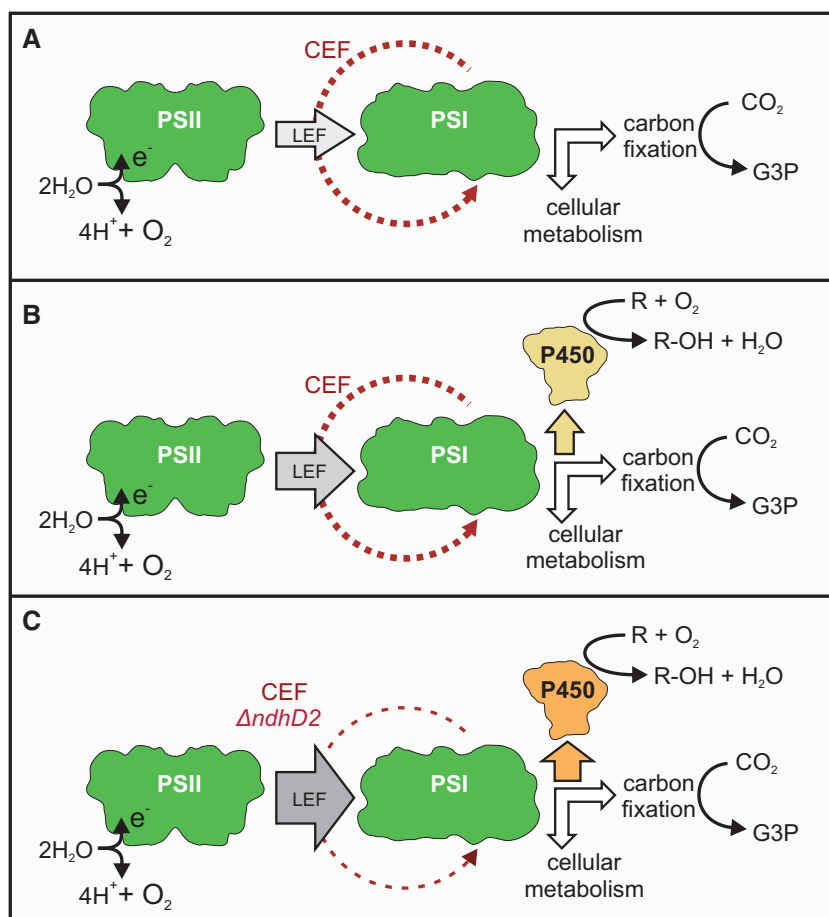 A
CEF
PSII
LEF
PSI
e⁻
2H₂O
4H⁺+ O₂
carbon
fixation
CO₂
G3P
cellular
metabolism
B
R + O₂
P450
R-OH + H₂O
CEF
PSII
LEF
PSI
e⁻
2H₂O
4H⁺+ O₂
carbon
fixation
CO₂
G3P
cellular
metabolism
C
R + O₂
P450
R-OH + H₂O
CEF
ΔndhD2
PSII
LEF
PSI
e⁻
2H₂O
4H⁺+ O₂
carbon
fixation
CO₂
G3P
cellular
metabolism